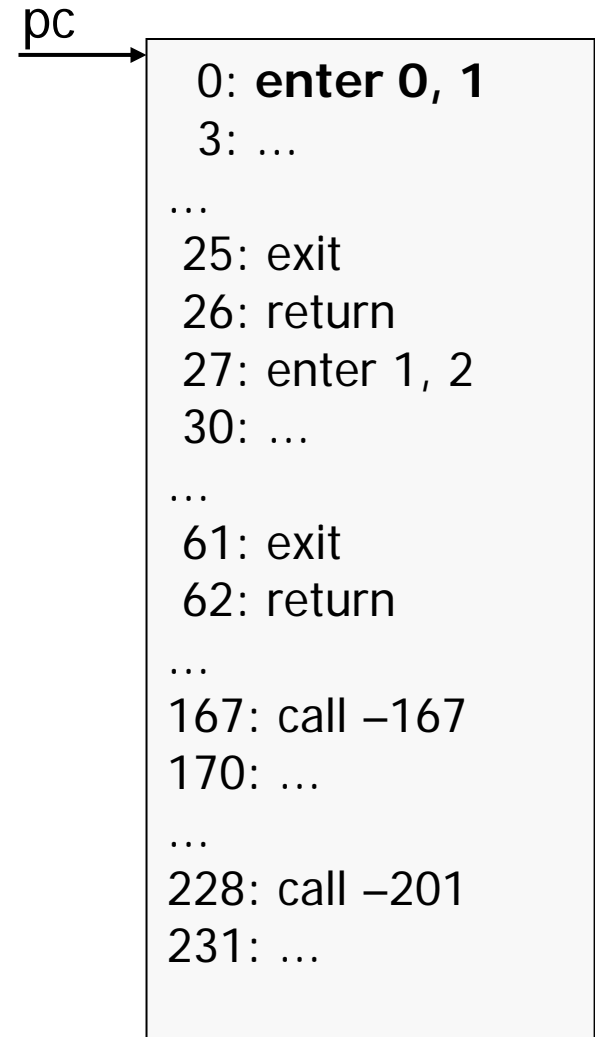 pc
0: enter 0, 1
3: …
…
25: exit
26: return
27: enter 1, 2
30: …
…
61: exit
62: return
…
167: call –167
170: …
…
228: call –201
231: …